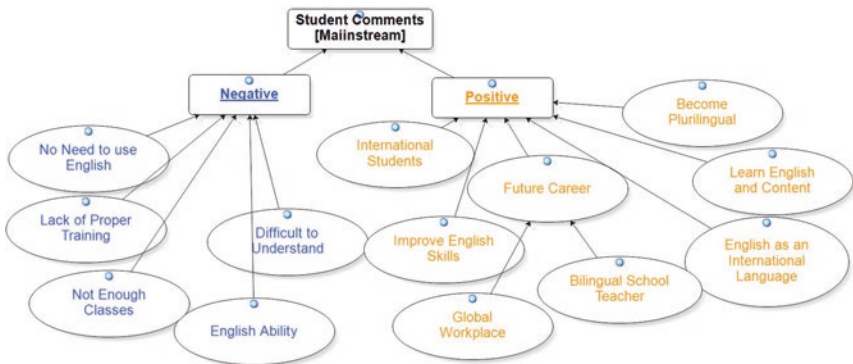 Student Comments
[Maiinstream]
Negative
Positive
Become
Plurilingual
No Need to use
English
International
Students
Learn English
and Content
Future Career
Lack of Proper
Training
Difficult to
Understand
Improve English
Skills
English as an
International
Language
Bilingual School
Teacher
Not Enough
Classes
English Ability
Global
Workplace